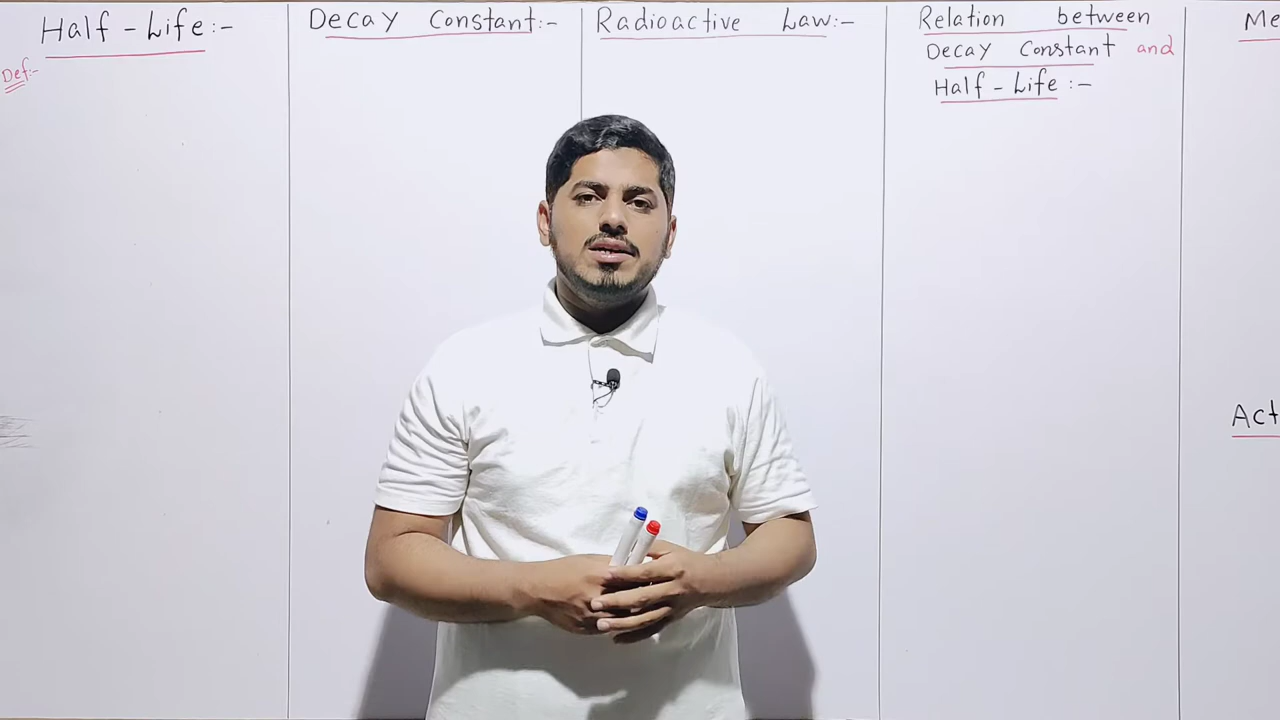 Half - Life :-
Def:-
Decay Constant:-
Radioactive Law:-
Relation between
Decay Constant and
Half - Life :-
Me
Act